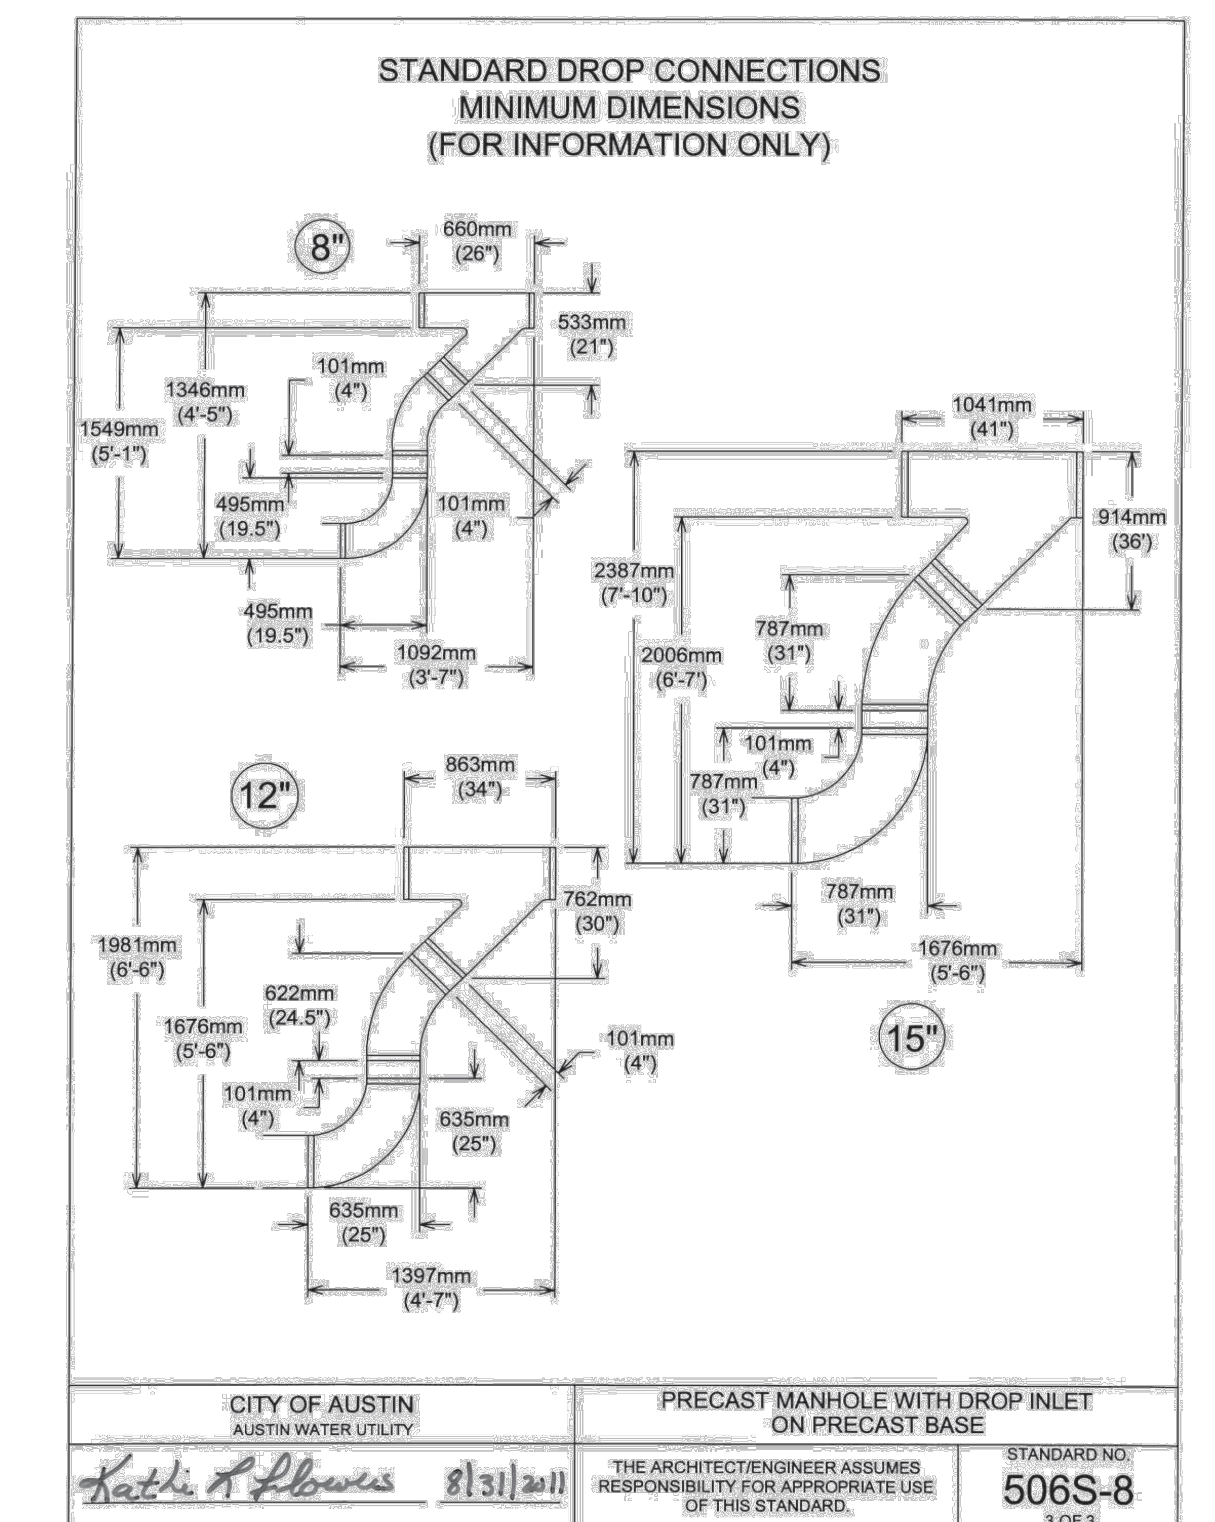 STANDARD DROP CONNECTIONS
MINIMUM DIMENSIONS
(FOR INFORMATION ONLY)
8"
660mm
(26")
533mm
(21")
101mm
(4")
1346mm
(4'-5")
1549mm
(5'-1")
495mm
(19.5")
101mm
(4")
495mm
(19.5")
1092mm
(3'-7")
1041mm
(41")
914mm
(36')
2387mm
(7'-10")
787mm
(31")
2006mm
(6'-7')
101mm
(4")
787mm
(31")
787mm
(31")
1676mm
(5'-6")
15"
12"
863mm
(34")
762mm
(30")
1981mm
(6'-6")
622mm
(24.5")
1676mm
(5'-6")
101mm
(4")
101mm
(4")
635mm
(25")
635mm
(25")
1397mm
(4'-7")
CITY OF AUSTIN
AUSTIN WATER UTILITY
PRECAST MANHOLE WITH DROP INLET
ON PRECAST BASE
Kathi L Flowers 8/31/2011
THE ARCHITECT/ENGINEER ASSUMES
RESPONSIBILITY FOR APPROPRIATE USE
OF THIS STANDARD.
STANDARD NO.
506S-8
3 OF 3